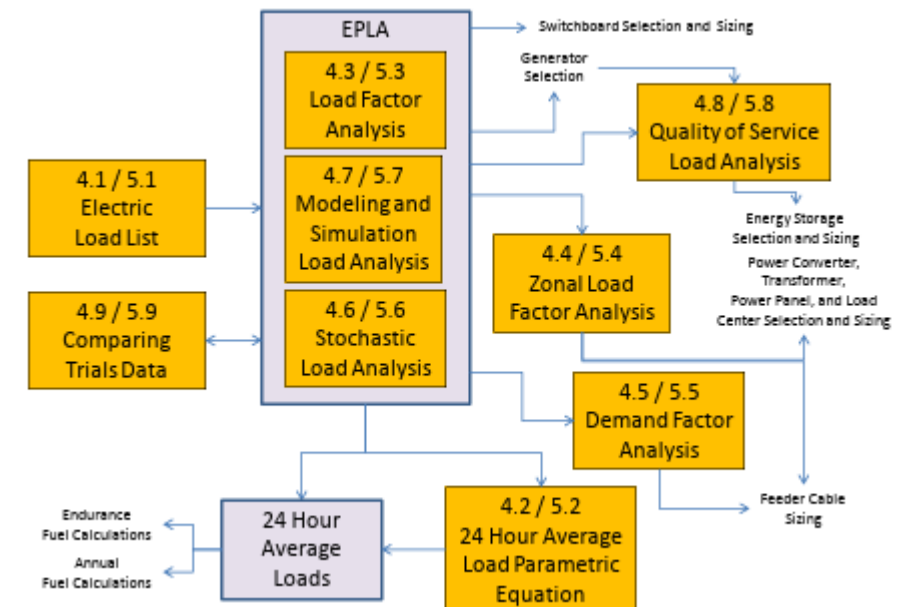 EPLA
4.3 / 5.3
Load Factor
Analysis
4.7 / 5.7
Modeling and
Simulation
Load Analysis
4.6 / 5.6
Stochastic
Load Analysis
4.1 / 5.1
Electric
Load List
4.9 / 5.9
Comparing
Trials Data
Switchboard Selection and Sizing
Generator
Selection
4.8 / 5.8
Quality of Service
Load Analysis
4.4 / 5.4
Zonal Load
Factor Analysis
Energy Storage
Selection and Sizing
Power Converter,
Transformer,
Power Panel, and Load
Center Selection and Sizing
4.5 / 5.5
Demand Factor
Analysis
Feeder Cable
Sizing
4.2 / 5.2
24 Hour Average
Load Parametric
Equation
24 Hour
Average
Loads
Endurance
Fuel Calculations
Annual
Fuel Calculations